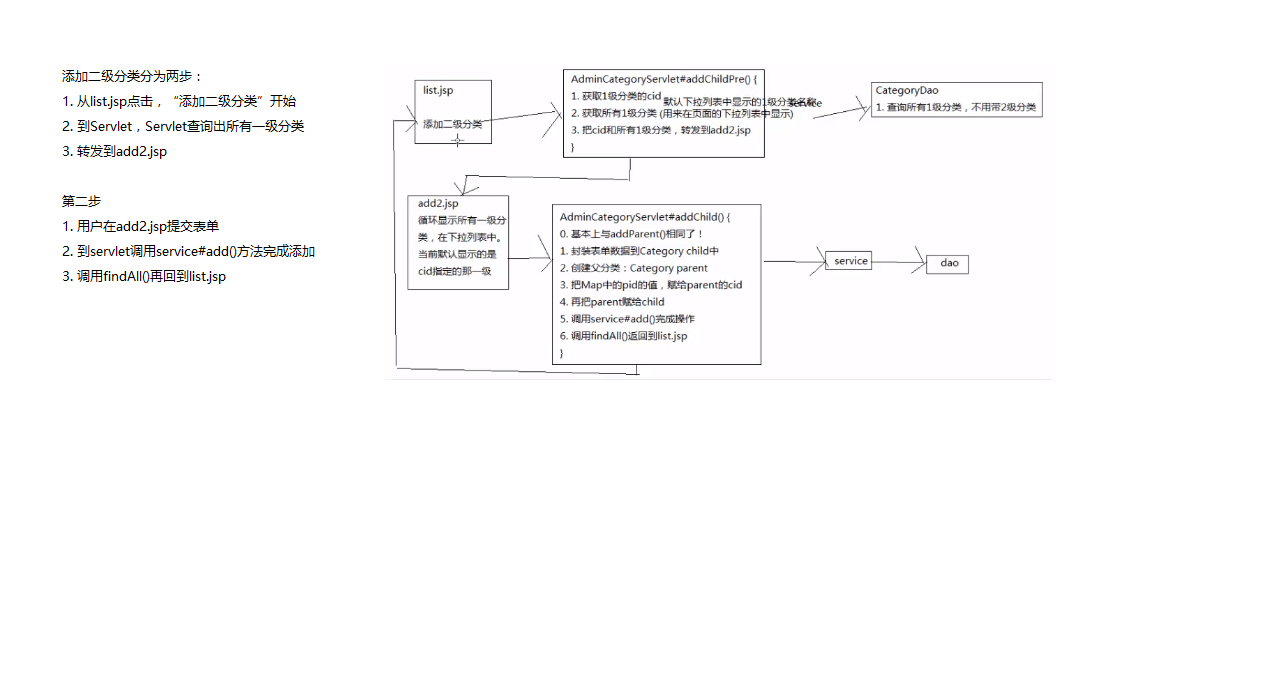 添加二级分类分为两步：
1. 从list.jsp点击，“添加二级分类”开始
2. 到Servlet，Servlet查询出所有一级分类
3. 转发到add2.jsp
第二步
1. 用户在add2.jsp提交表单
2. 到servlet调用service#add()方法完成添加
3. 调用findAll()再回到list.jsp
list.jsp
添加二级分类
AdminCategoryServlet#addChildPre() {
1. 获取1级分类的cid
默认下拉列表中显示的1级分类名称
2. 获取所有1级分类 (用来在页面的下拉列表中显示)
3. 把cid和所有1级分类，转发到add2.jsp
}
service
CategoryDao
1. 查询所有1级分类，不用带2级分类
add2.jsp
循环显示所有一级分
类，在下拉列表中。
当前默认显示的是
cid指定的那一级
AdminCategoryServlet#addChild() {
0. 基本上与addParent()相同了！
1. 封装表单数据到Category child中
2. 创建父分类：Category parent
3. 把Map中的pid的值，赋给parent的cid
4. 再把parent赋给child
5. 调用service#add()完成操作
6. 调用findAll()返回到list.jsp
}
service
dao